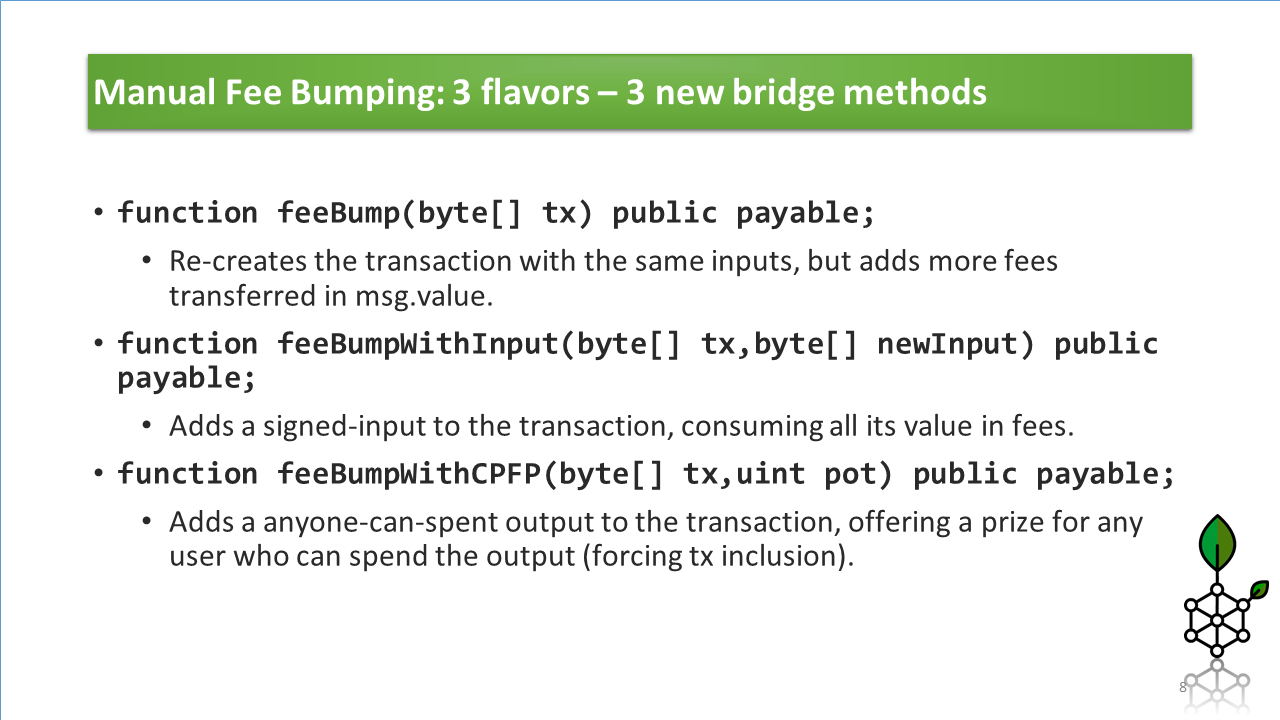 Manual Fee Bumping: 3 flavors – 3 new bridge methods
• function feeBump(byte[] tx) public payable;
• Re-creates the transaction with the same inputs, but adds more fees
transferred in msg.value.
• function feeBumpWithInput(byte[] tx,byte[] newInput) public
payable;
• Adds a signed-input to the transaction, consuming all its value in fees.
• function feeBumpWithCPFP(byte[] tx,uint pot) public payable;
• Adds a anyone-can-spent output to the transaction, offering a prize for any
user who can spend the output (forcing tx inclusion).
8